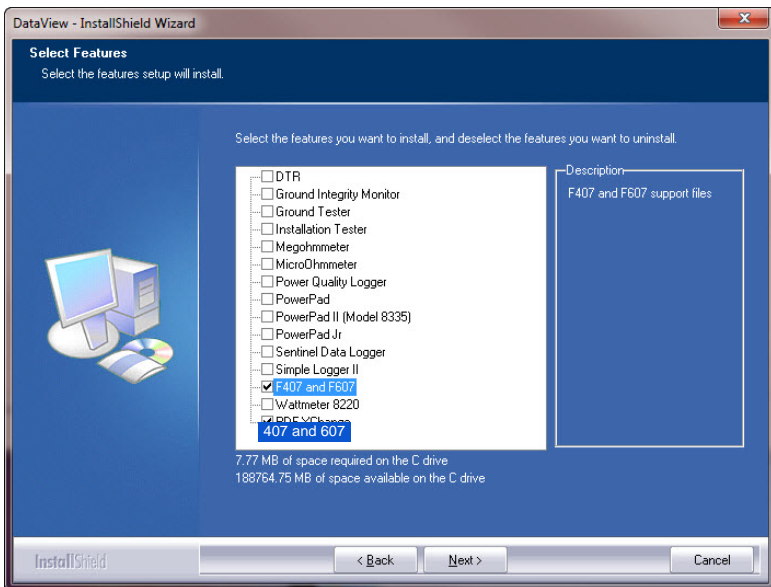 DataView - InstallShield Wizard
Select Features
Select the features setup will install.
Select the features you want to install, and deselect the features you want to uninstall.
DTR
Ground Integrity Monitor
Ground Tester
Installation Tester
Megohmmeter
MicroOhmmeter
Power Quality Logger
PowerPad
PowerPad II (Model 8335)
PowerPad Jr
Sentinel Data Logger
Simple Logger II
F407 and F607
Wattmeter 8220
407 and 607
Description
F407 and F607 support files
7.77 MB of space required on the C drive
188764.75 MB of space available on the C drive
InstallShield
< Back
Next >
Cancel